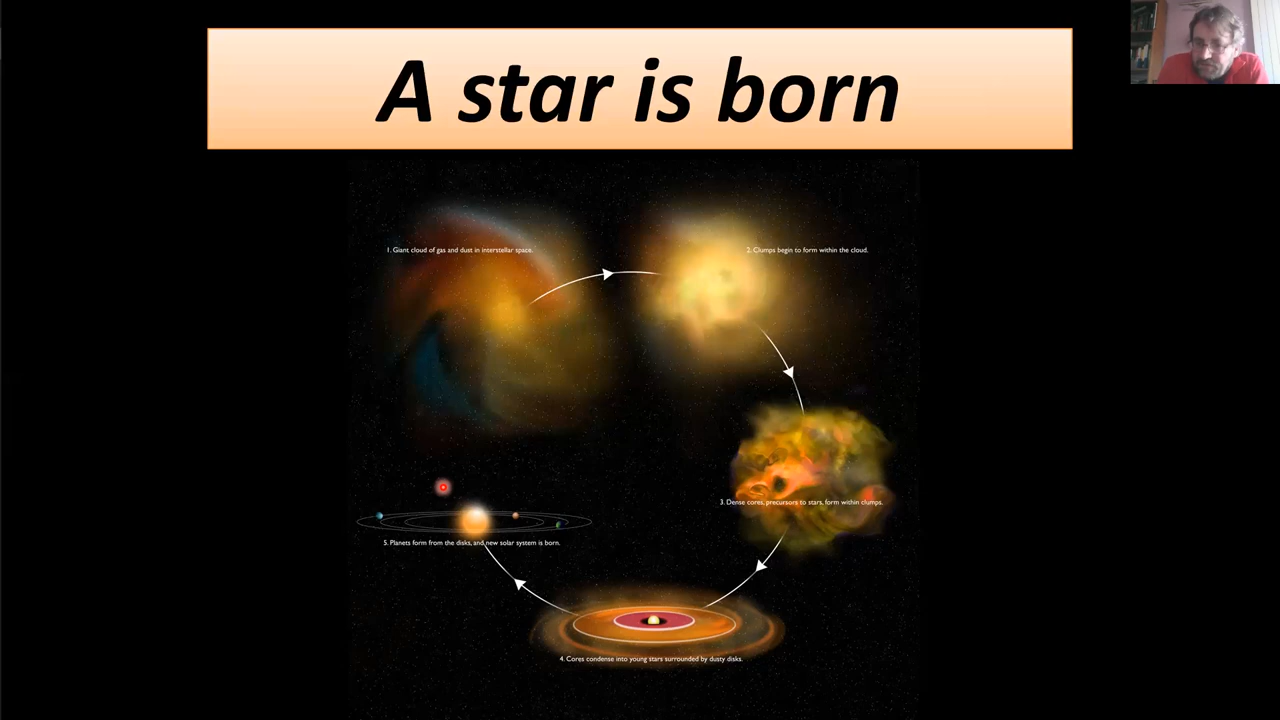 A star is born
1. Giant cloud of gas and dust in interstellar space.
2. Clumps begin to form within the cloud.
3. Dense cores, precursors to stars, form within clumps.
5. Planets form from the disks, and new solar system is born.
4. Cores condense into young stars surrounded by dusty disks.